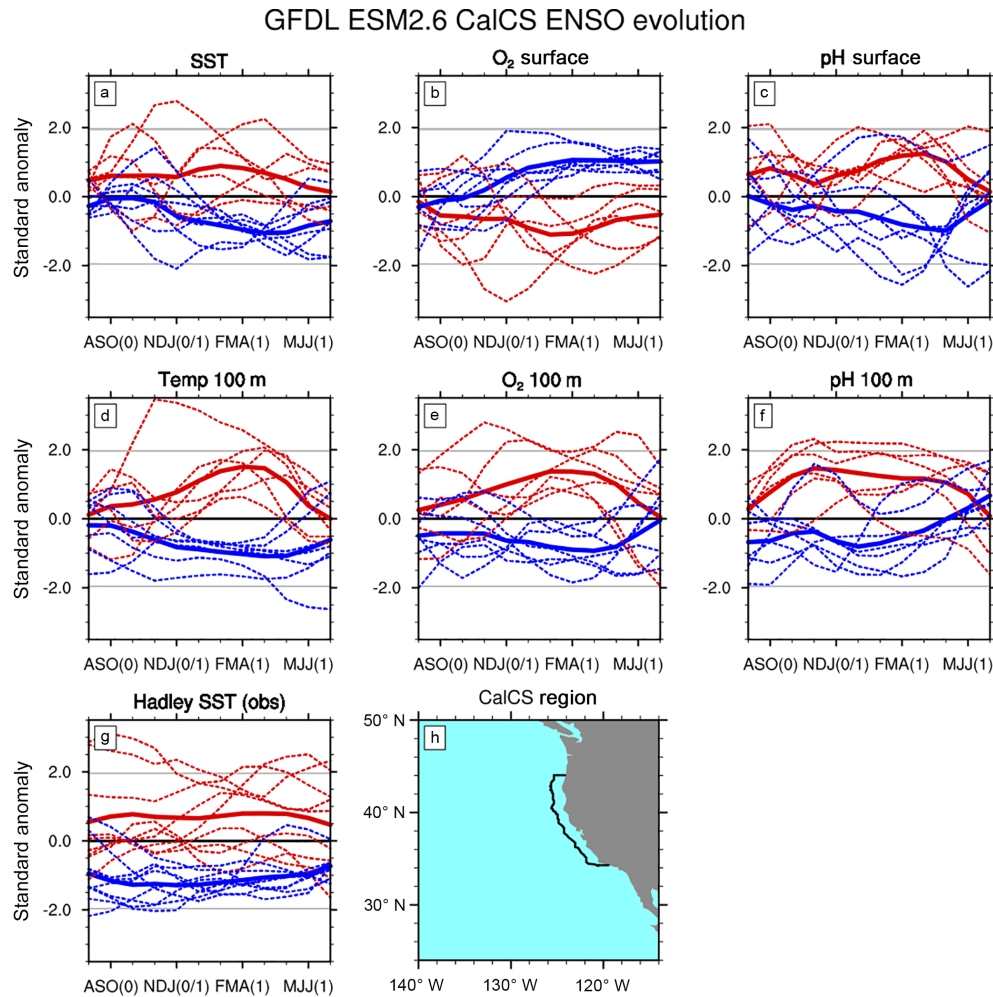 GFDL ESM2.6 CalCS ENSO evolution
SST
O₂ surface
pH surface
a
b
c
Standard anomaly
2.0
0.0
-2.0
2.0
0.0
-2.0
2.0
0.0
-2.0
ASO(0) NDJ(0/1) FMA(1) MJJ(1)
ASO(0) NDJ(0/1) FMA(1) MJJ(1)
ASO(0) NDJ(0/1) FMA(1) MJJ(1)
Temp 100 m
O₂ 100 m
pH 100 m
d
e
f
Standard anomaly
2.0
0.0
-2.0
2.0
0.0
-2.0
2.0
0.0
-2.0
ASO(0) NDJ(0/1) FMA(1) MJJ(1)
ASO(0) NDJ(0/1) FMA(1) MJJ(1)
ASO(0) NDJ(0/1) FMA(1) MJJ(1)
Hadley SST (obs)
CalCS region
g
h
Standard anomaly
2.0
0.0
-2.0
50° N
40° N
30° N
ASO(0) NDJ(0/1) FMA(1) MJJ(1)
140° W 130° W 120° W